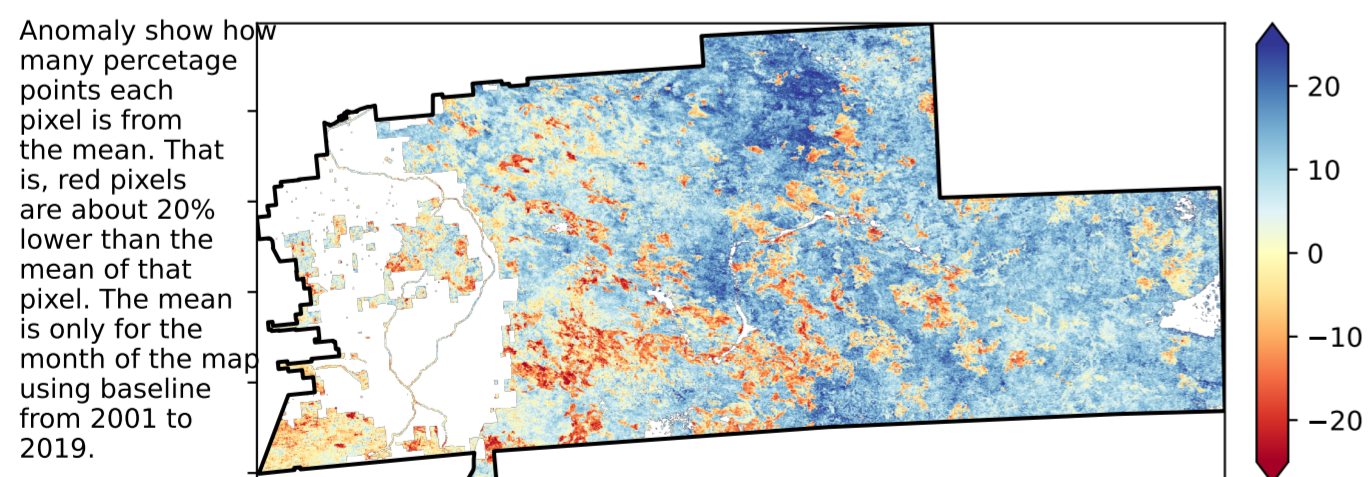 Anomaly show how
many percetage
points each
pixel is from
the mean. That
is, red pixels
are about 20%
lower than the
mean of that
pixel. The mean
is only for the
month of the map
using baseline
from 2001 to
2019.
20
10
0
−10
−20